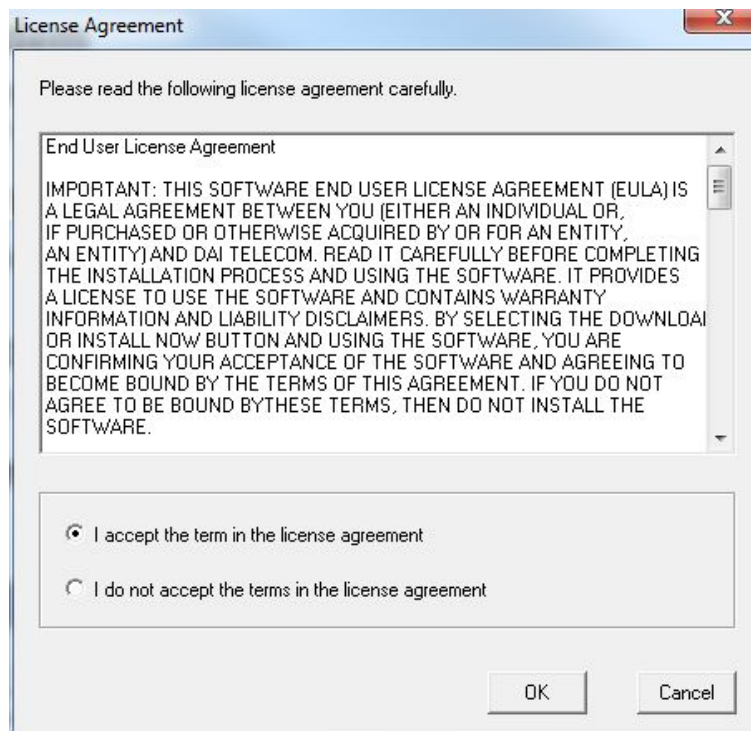 License Agreement
Please read the following license agreement carefully.
End User License Agreement
IMPORTANT: THIS SOFTWARE END USER LICENSE AGREEMENT (EULA) IS
A LEGAL AGREEMENT BETWEEN YOU (EITHER AN INDIVIDUAL OR,
IF PURCHASED OR OTHERWISE ACQUIRED BY OR FOR AN ENTITY,
AN ENTITY) AND DAI TELECOM. READ IT CAREFULLY BEFORE COMPLETING
THE INSTALLATION PROCESS AND USING THE SOFTWARE. IT PROVIDES
A LICENSE TO USE THE SOFTWARE AND CONTAINS WARRANTY
INFORMATION AND LIABILITY DISCLAIMERS. BY SELECTING THE DOWNLOAI
OR INSTALL NOW BUTTON AND USING THE SOFTWARE, YOU ARE
CONFIRMING YOUR ACCEPTANCE OF THE SOFTWARE AND AGREEING TO
BECOME BOUND BY THE TERMS OF THIS AGREEMENT. IF YOU DO NOT
AGREE TO BE BOUND BYTHESE TERMS, THEN DO NOT INSTALL THE
SOFTWARE.
I accept the term in the license agreement
I do not accept the terms in the license agreement
OK
Cancel